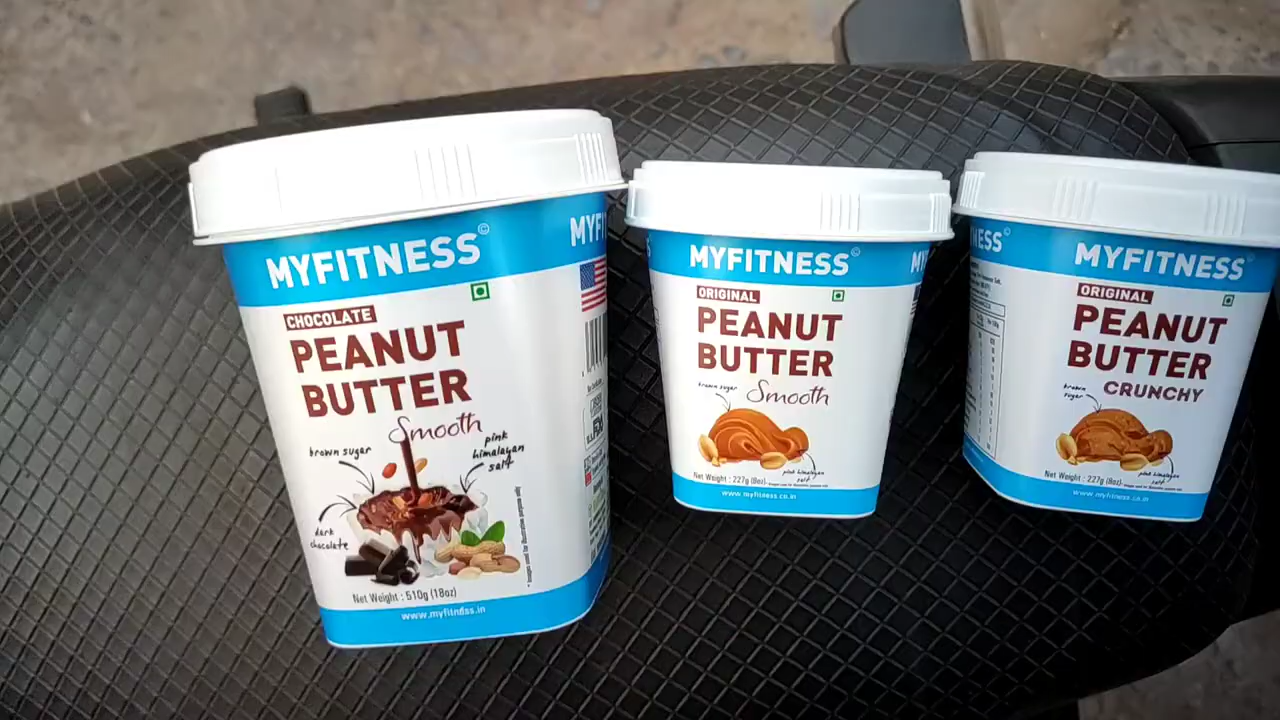 MYFITNESS©
MYF
CHOCOLATE
PEANUT
BUTTER
Smooth
brown sugar
pink
himalayan
salt
dark
chocolate
Net Weight : 510g (18oz)
www.myfitness.in
MYFITNESS©
MY
ORIGINAL
PEANUT
BUTTER
Smooth
brown sugar
pink himalayan
salt
Net Weight : 227g (8oz)
www.myfitness.co.in
NESS©
MYFITNESS©
ORIGINAL
PEANUT
BUTTER
CRUNCHY
brown
sugar
pink himalayan
salt
Net Weight : 227g (8oz)
www.myfitness.co.in